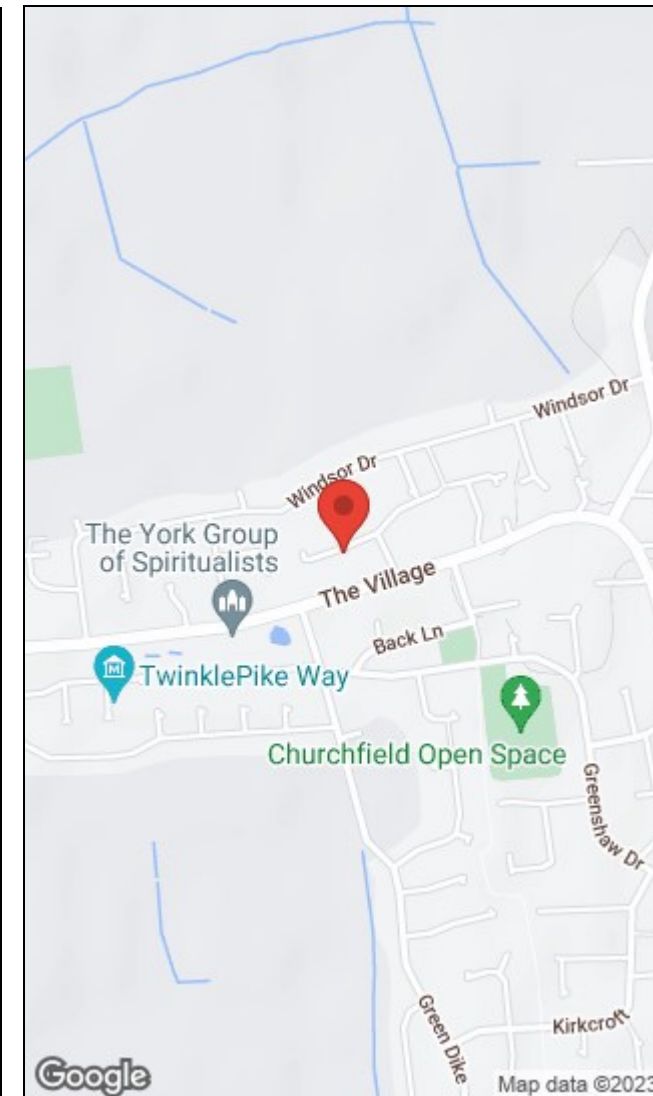 Windsor Dr
Windsor Dr
The York Group
of Spiritualists
The Village
Back Ln
TwinklePike Way
Churchfield Open Space
Greenshaw Dr
Green Dike
Kirkcroft
Google
Map data ©2023